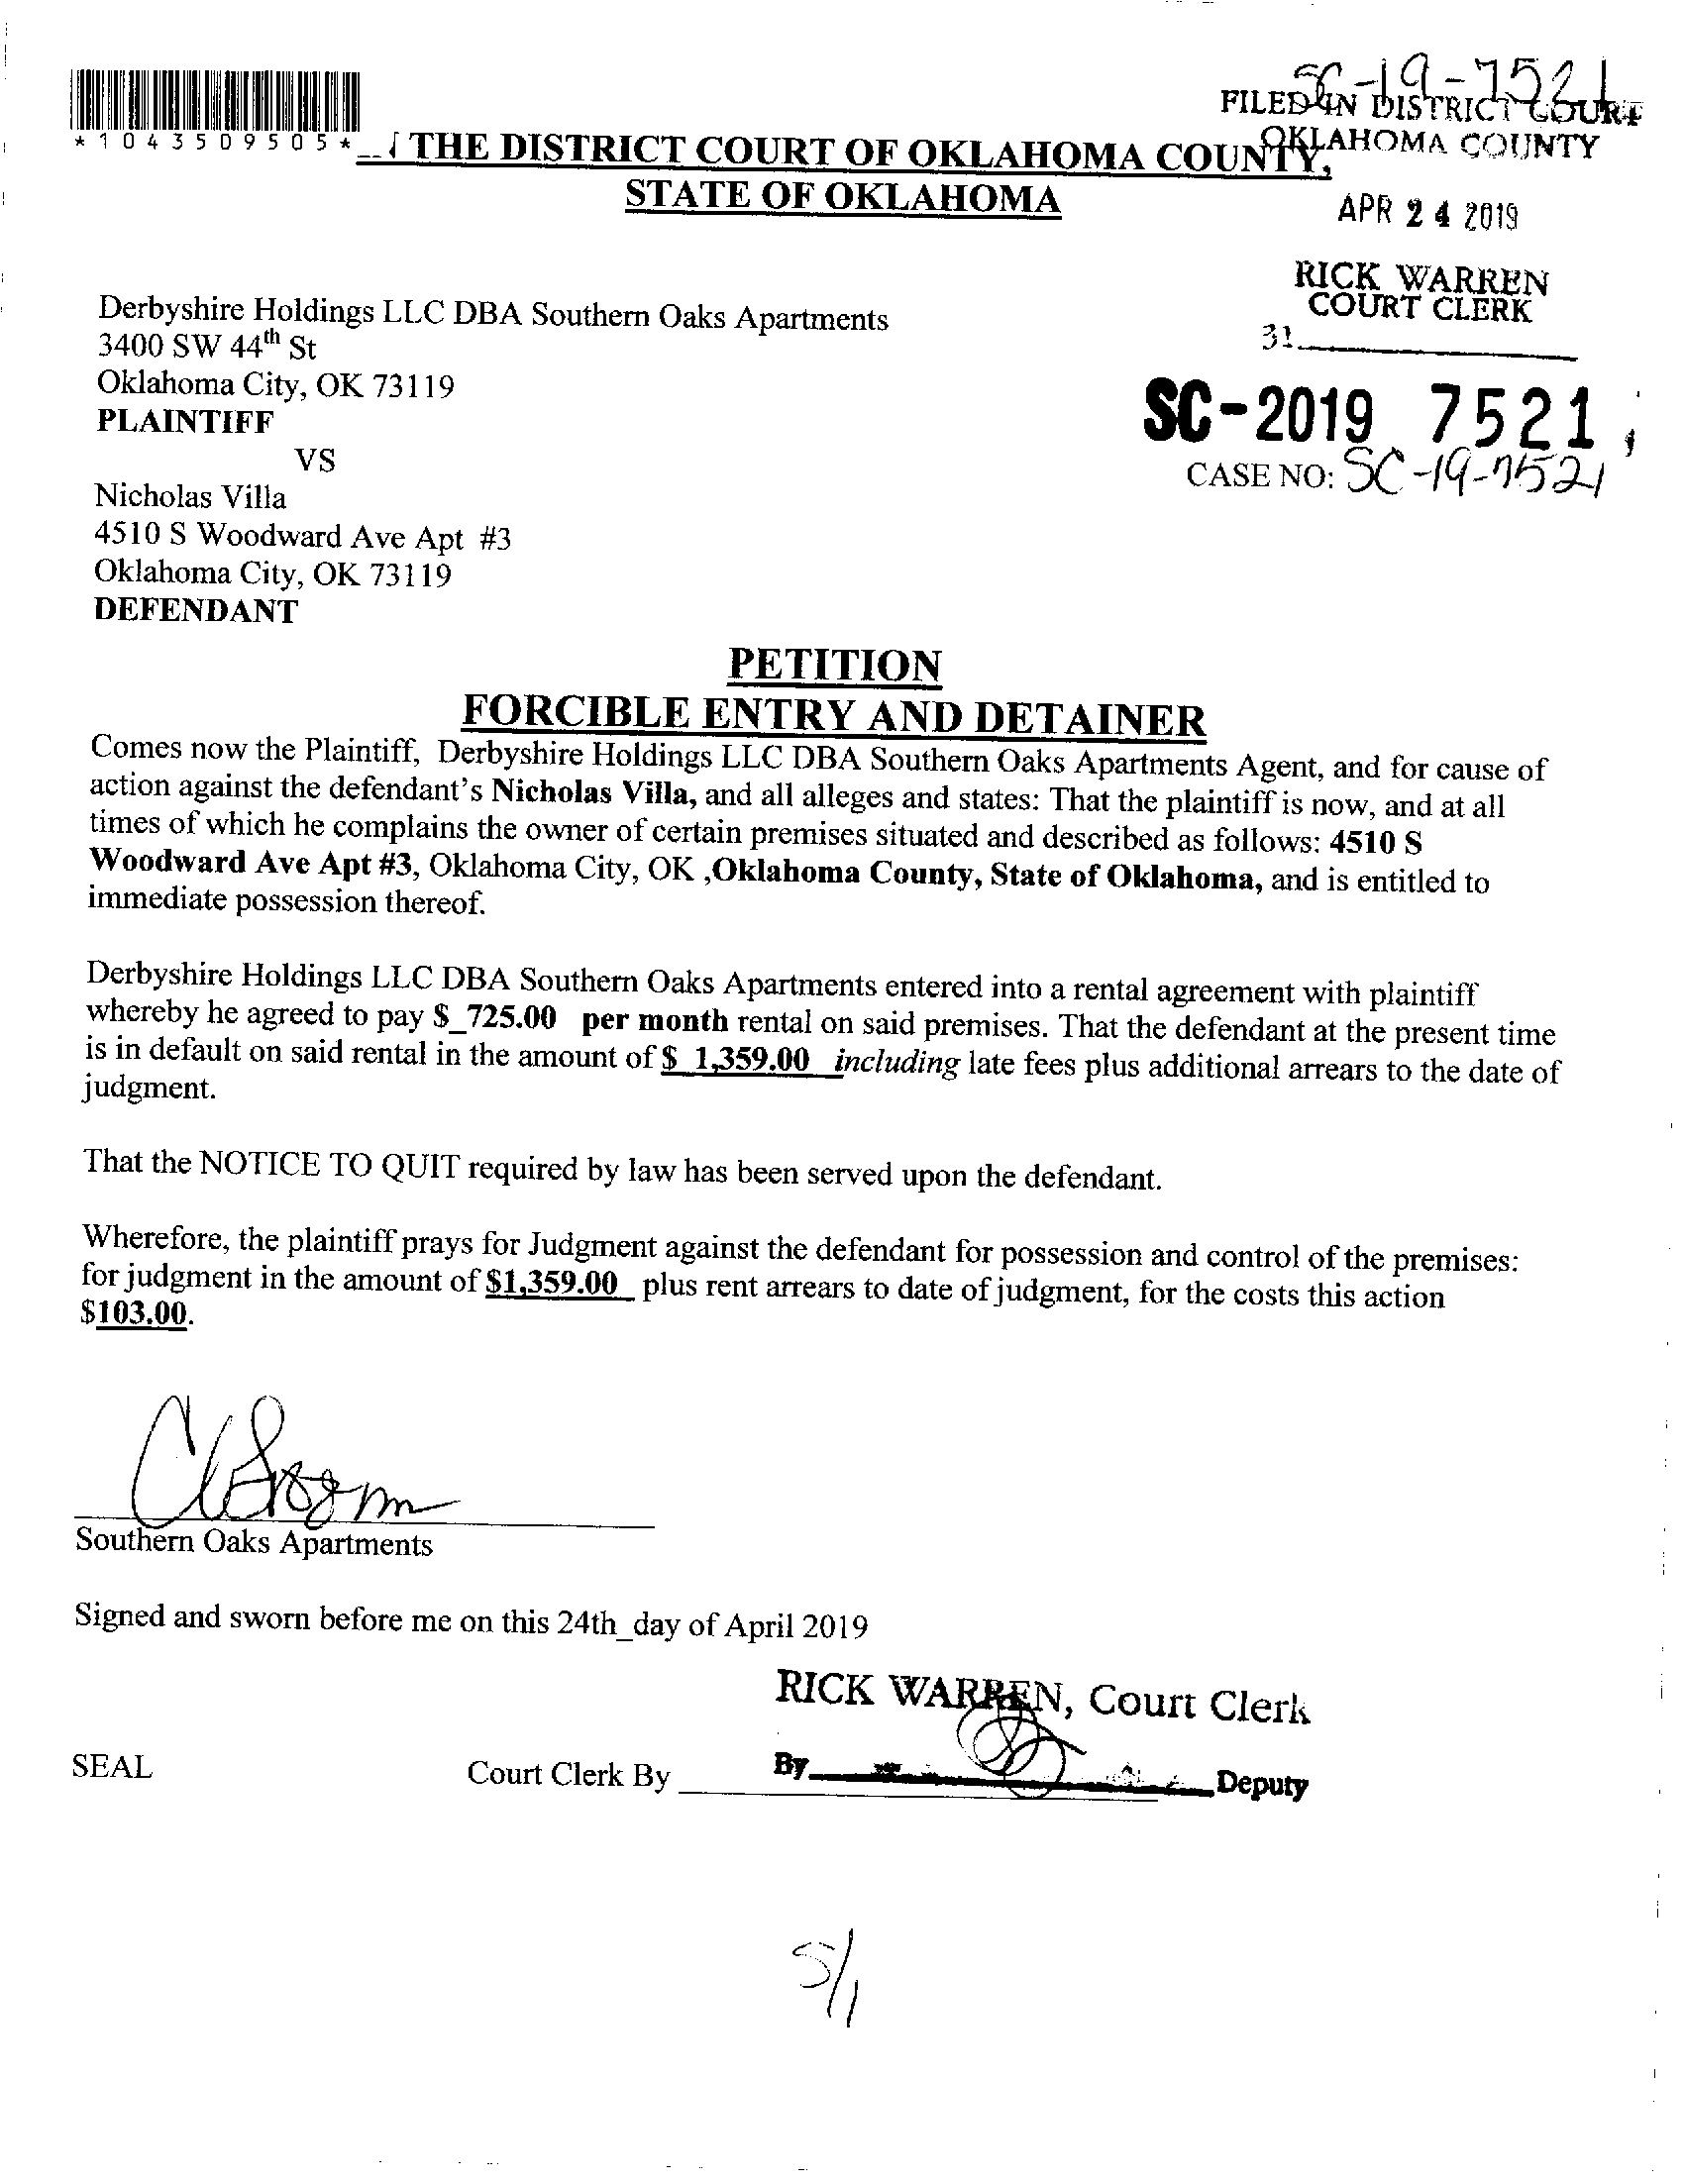 SC-19-7521
FILED IN DISTRICT COURT
OKLAHOMA COUNTY
*1043509505*
THE DISTRICT COURT OF OKLAHOMA COUNTY,
STATE OF OKLAHOMA
APR 24 2019
RICK WARREN
COURT CLERK
31
Derbyshire Holdings LLC DBA Southern Oaks Apartments
3400 SW 44th St
Oklahoma City, OK 73119
PLAINTIFF
VS
SC-2019 7521
CASE NO: SC-19-7521
Nicholas Villa
4510 S Woodward Ave Apt #3
Oklahoma City, OK 73119
DEFENDANT
PETITION
FORCIBLE ENTRY AND DETAINER
Comes now the Plaintiff, Derbyshire Holdings LLC DBA Southern Oaks Apartments Agent, and for cause of
action against the defendant's Nicholas Villa, and all alleges and states: That the plaintiff is now, and at all
times of which he complains the owner of certain premises situated and described as follows: 4510 S
Woodward Ave Apt #3, Oklahoma City, OK ,Oklahoma County, State of Oklahoma, and is entitled to
immediate possession thereof.
Derbyshire Holdings LLC DBA Southern Oaks Apartments entered into a rental agreement with plaintiff
whereby he agreed to pay $_725.00 per month rental on said premises. That the defendant at the present time
is in default on said rental in the amount of $ 1,359.00 including late fees plus additional arrears to the date of
judgment.
That the NOTICE TO QUIT required by law has been served upon the defendant.
Wherefore, the plaintiff prays for Judgment against the defendant for possession and control of the premises:
for judgment in the amount of $1,359.00 plus rent arrears to date of judgment, for the costs this action
$103.00.
Southern Oaks Apartments
Signed and sworn before me on this 24th_day of April 2019
RICK WARREN, Court Clerk
SEAL Court Clerk By By Deputy
5/1